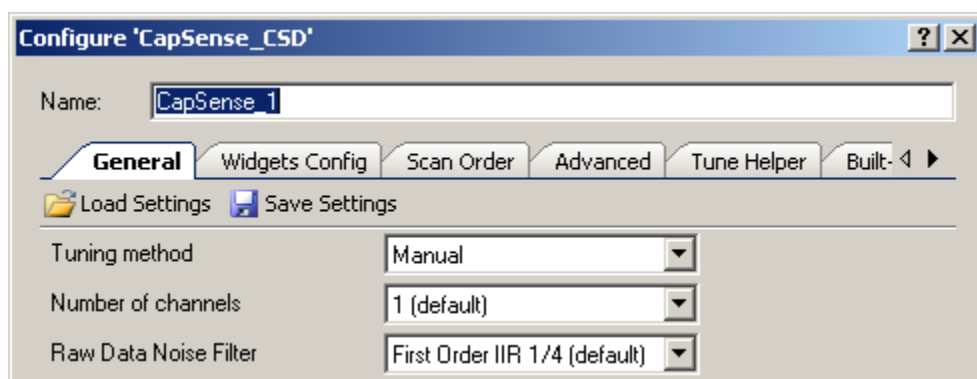 Configure 'CapSense_CSD'
Name: CapSense_1
General Widgets Config Scan Order Advanced Tune Helper Built-
Load Settings Save Settings
Tuning method Manual
Number of channels 1 (default)
Raw Data Noise Filter First Order IIR 1/4 (default)